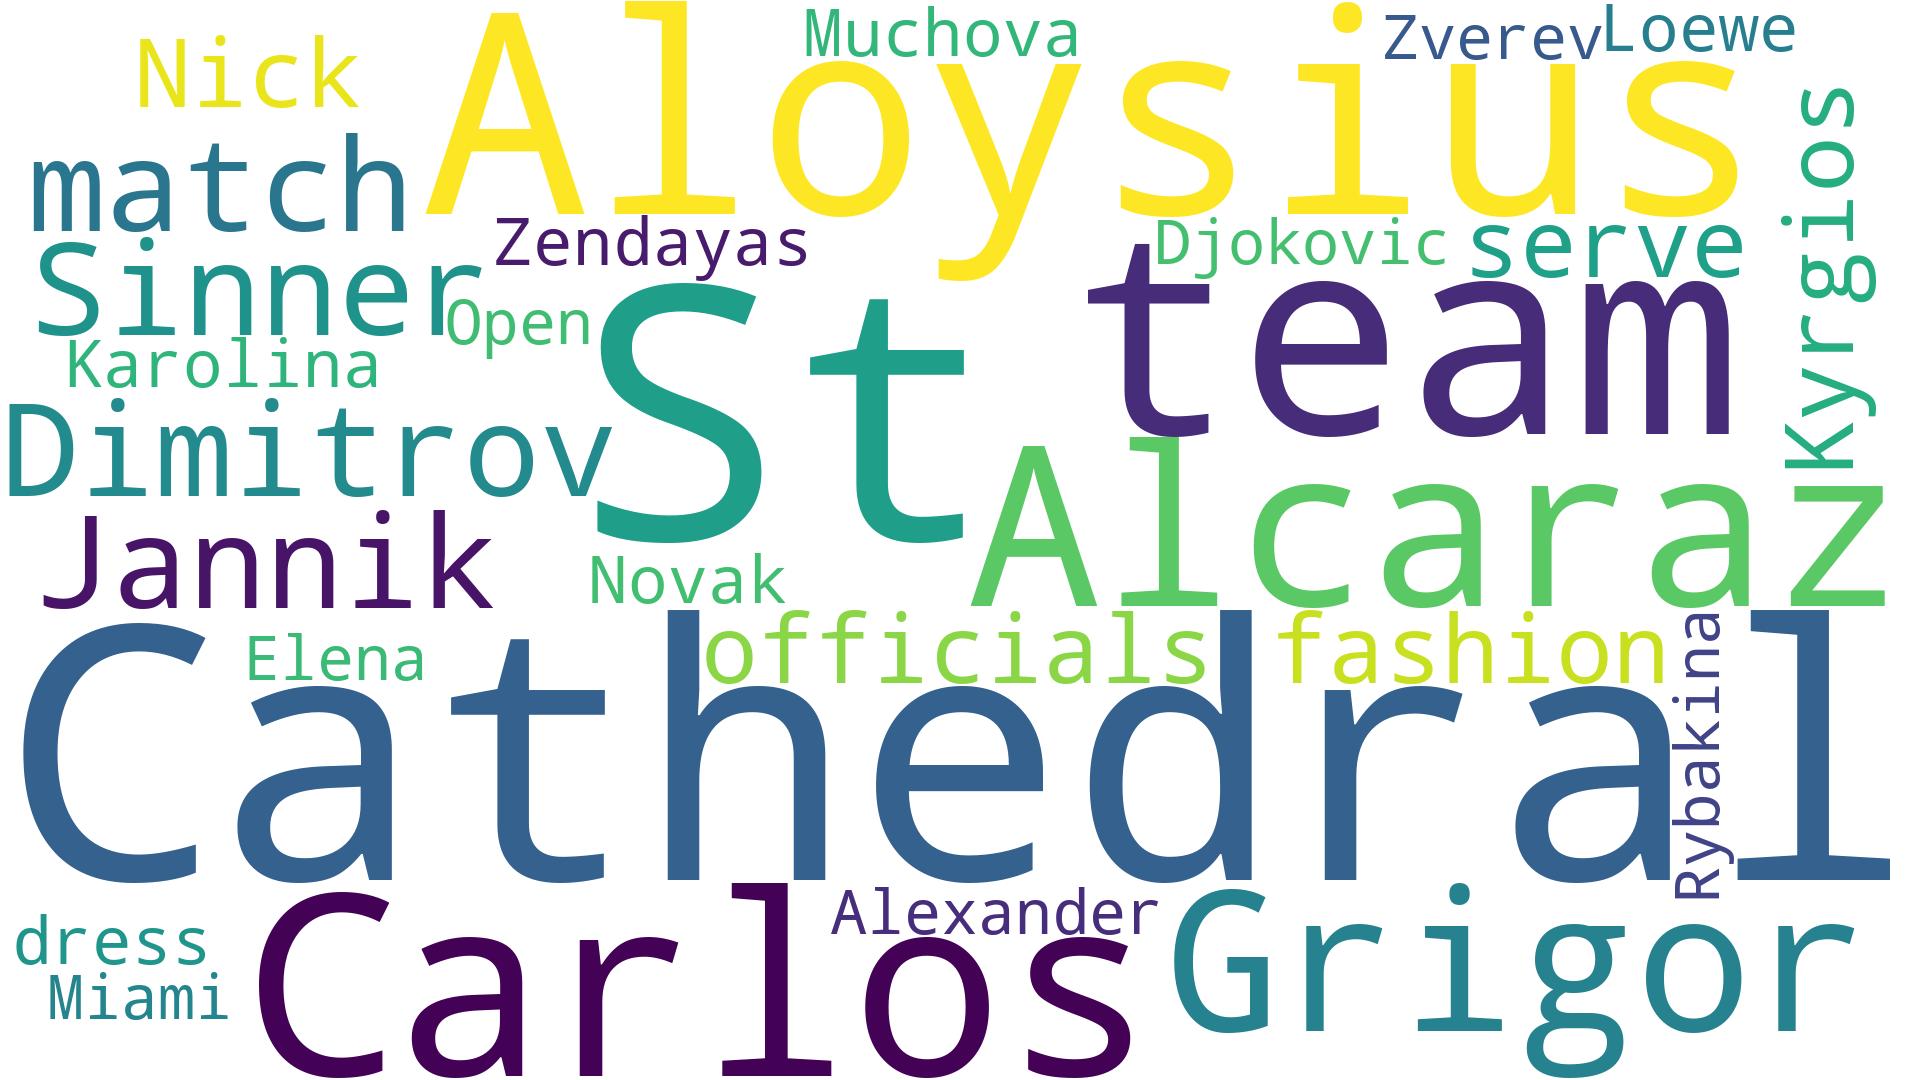 Muchova
Zverev
Loewe
Nick
Aloysius
match
Kyrgios
Zendayas
Djokovic
serve
Sinner
Open
team
Karolina
St
Dimitrov
Alcaraz
Jannik
Novak
Elena
officials
fashion
Rybakina
Cathedral
Alexander
Grigor
dress
Carlos
Miami